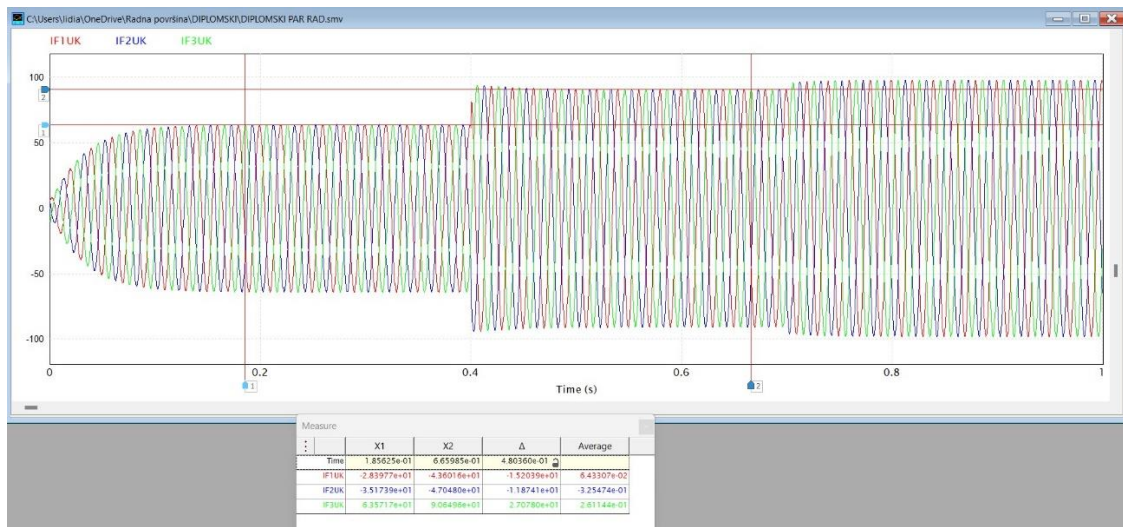 C:\Users\lidia\OneDrive\Radna površina\DIPLOMSKI\DIPLOMSKI PAR RAD.smv
IF1UK IF2UK IF3UK
100
2
1
50
0
-50
-100
0 0.2 0.4 0.6 0.8 1
1 2
Time (s)
Measure
X1 X2 Δ Average
Time 1.85625e-01 6.65985e-01 4.80360e-01
IF1UK -2.83977e+01 -4.36016e+01 -1.52039e+01 6.43307e-02
IF2UK -3.51739e+01 -4.70480e+01 -1.18741e+01 -3.25474e-01
IF3UK 6.35717e+01 9.06496e+01 2.70780e+01 2.61144e-01